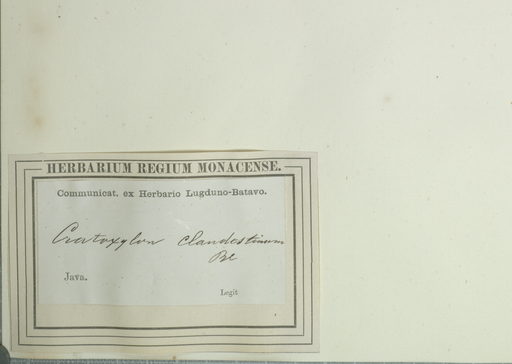 HERBARIUM REGIUM MONACENSE.
Communicat. ex Herbario Lugduno-Batavo.
Cratoxylon clandestinum
Bl
Java.
Legit